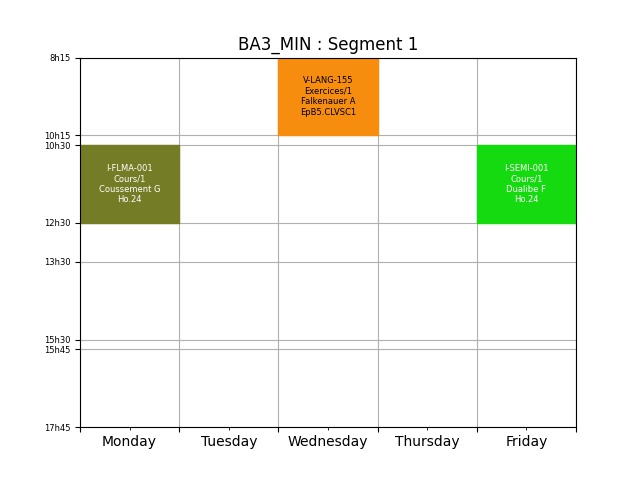 BA3_MIN : Segment 1
8h15
10h15
10h30
12h30
13h30
15h30
15h45
17h45
V-LANG-155
Exercices/1
Falkenauer A
EpB5.CLVSC1
I-FLMA-001
Cours/1
Coussement G
Ho.24
I-SEMI-001
Cours/1
Dualibe F
Ho.24
Monday
Tuesday
Wednesday
Thursday
Friday